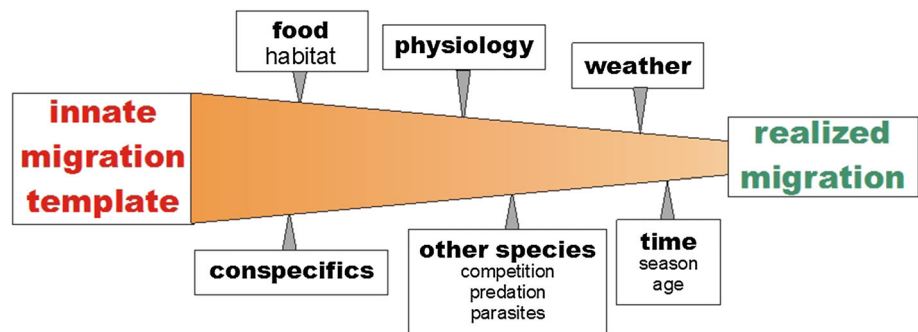 food
habitat
physiology
weather
innate
migration
template
realized
migration
conspecifics
other species
competition
predation
parasites
time
season
age